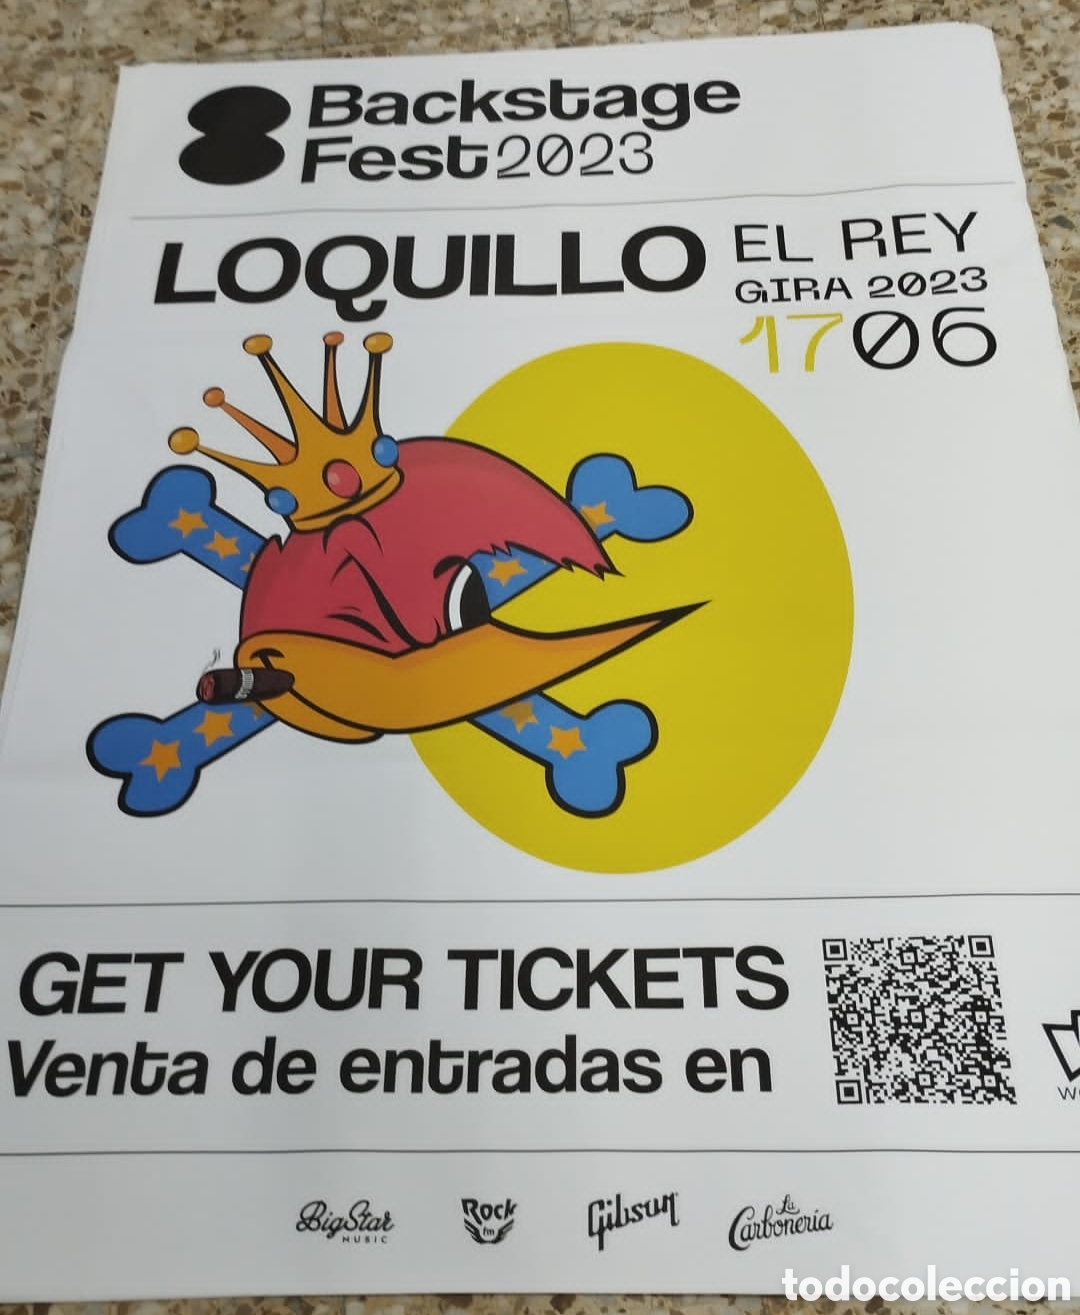 Backstage
Fest2023
LOQUILLO
EL REY
GIRA 2023
1706
GET YOUR TICKETS
Venta de entradas en
BigStar
MUSIC
Rock
fm
Gibson
La
Carbonería
todocoleccion